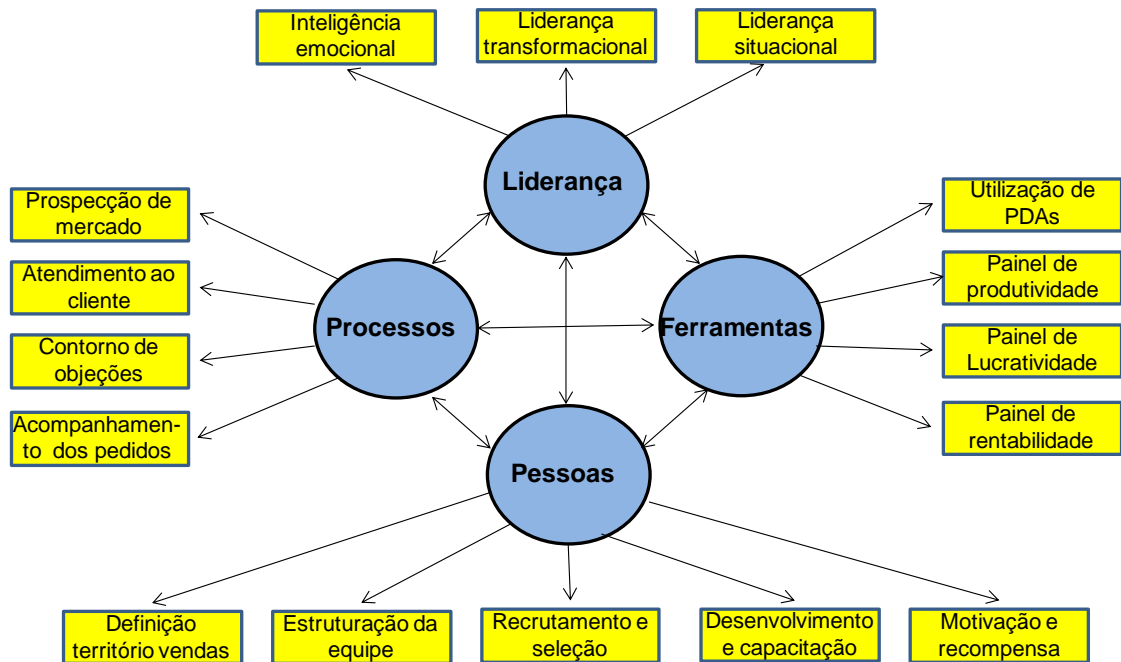 Inteligência
emocional
Liderança
transformacional
Liderança
situacional
Liderança
Prospecção de
mercado
Atendimento ao
cliente
Contorno de
objeções
Acompanhamen-
to dos pedidos
Processos
Ferramentas
Utilização de
PDAs
Painel de
produtividade
Painel de
Lucratividade
Painel de
rentabilidade
Pessoas
Definição
território vendas
Estruturação da
equipe
Recrutamento e
seleção
Desenvolvimento
e capacitação
Motivação e
recompensa